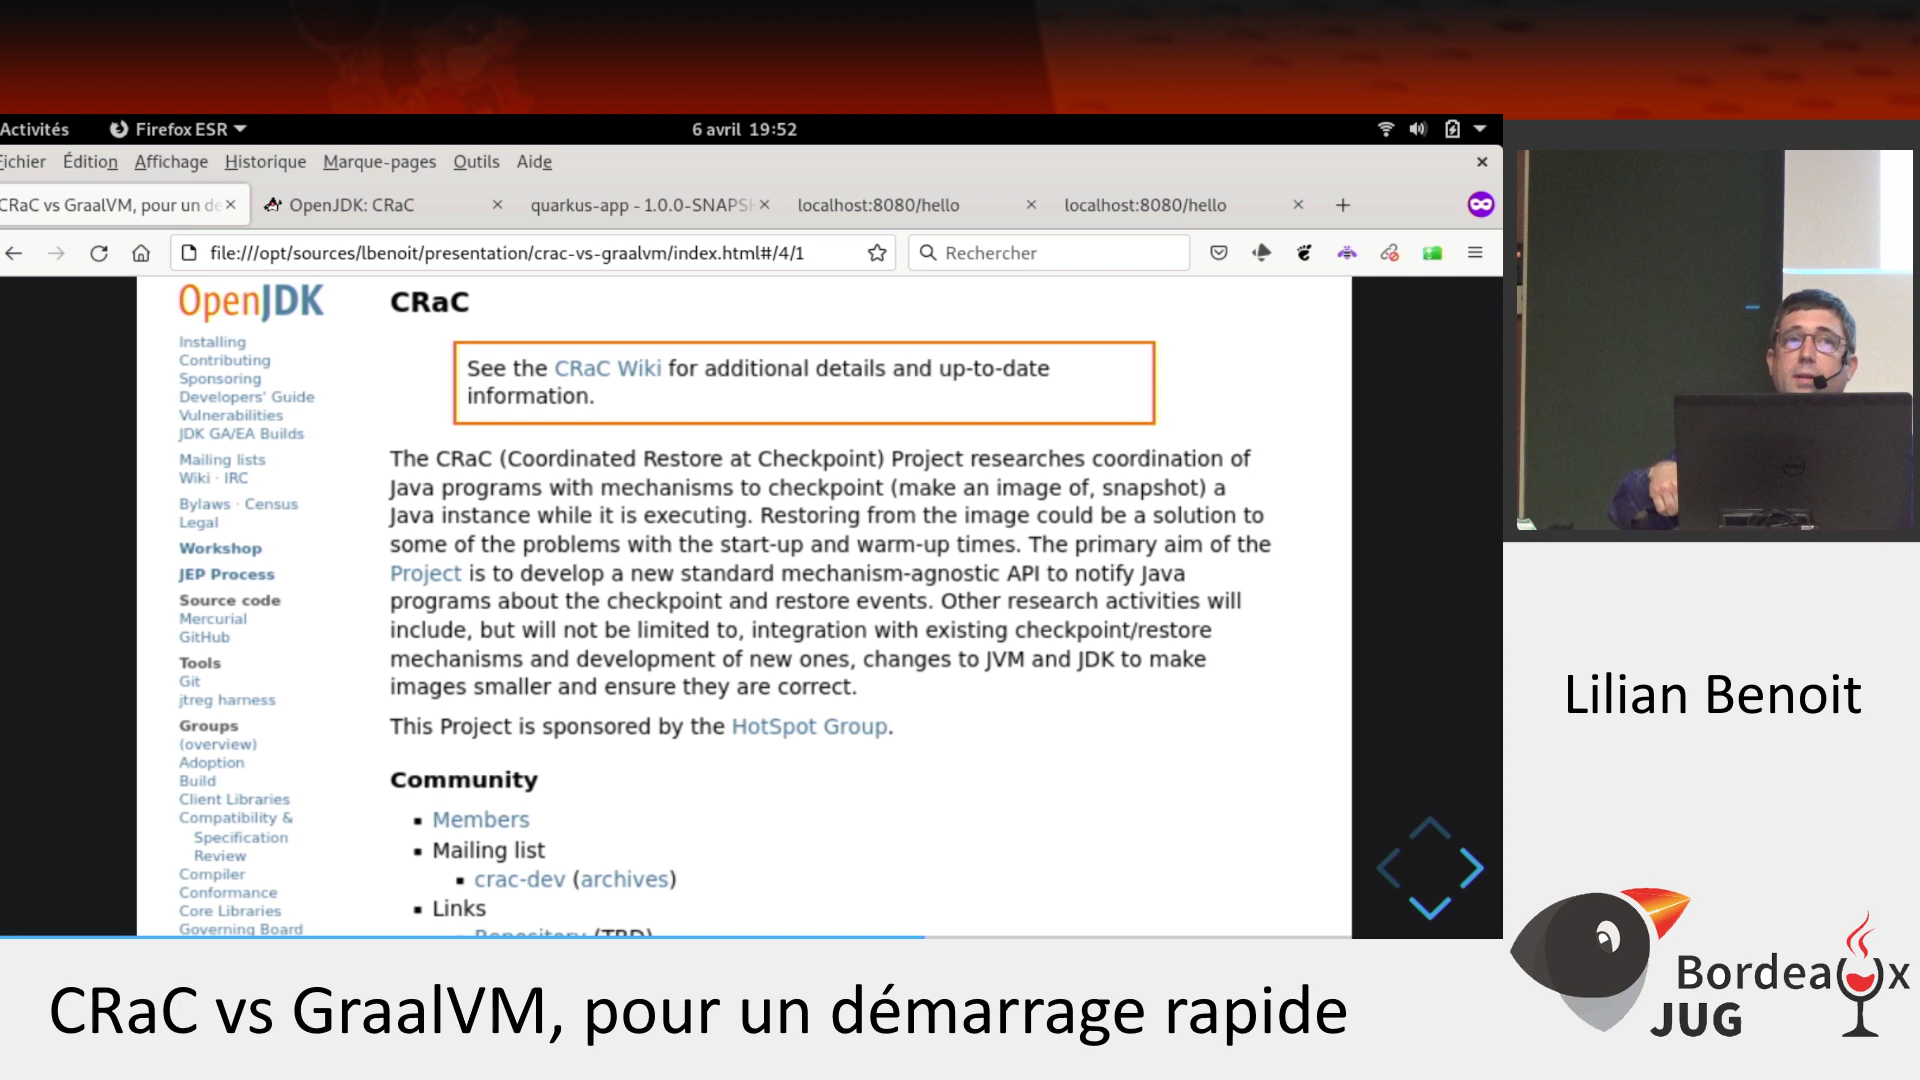 Activités
Firefox ESR
6 avril 19:52
Fichier Édition Affichage Historique Marque-pages Outils Aide
CRaC vs GraalVM, pour un dé
OpenJDK: CRaC
quarkus-app - 1.0.0-SNAPSH
localhost:8080/hello
localhost:8080/hello
file:///opt/sources/lbenoit/presentation/crac-vs-graalvm/index.html#/4/1
Rechercher
OpenJDK
Installing
Contributing
Sponsoring
Developers' Guide
Vulnerabilities
JDK GA/EA Builds
Mailing lists
Wiki · IRC
Bylaws · Census
Legal
Workshop
JEP Process
Source code
Mercurial
GitHub
Tools
Git
jtreg harness
Groups
(overview)
Adoption
Build
Client Libraries
Compatibility &
Specification
Review
Compiler
Conformance
Core Libraries
Governing Board
CRaC
See the CRaC Wiki for additional details and up-to-date
information.
The CRaC (Coordinated Restore at Checkpoint) Project researches coordination of
Java programs with mechanisms to checkpoint (make an image of, snapshot) a
Java instance while it is executing. Restoring from the image could be a solution to
some of the problems with the start-up and warm-up times. The primary aim of the
Project is to develop a new standard mechanism-agnostic API to notify Java
programs about the checkpoint and restore events. Other research activities will
include, but will not be limited to, integration with existing checkpoint/restore
mechanisms and development of new ones, changes to JVM and JDK to make
images smaller and ensure they are correct.
This Project is sponsored by the HotSpot Group.
Community
▪ Members
▪ Mailing list
▪ crac-dev (archives)
▪ Links
▪ Repository (TBD)
DELL
Lilian Benoit
Bordeaux
JUG
CRaC vs GraalVM, pour un démarrage rapide